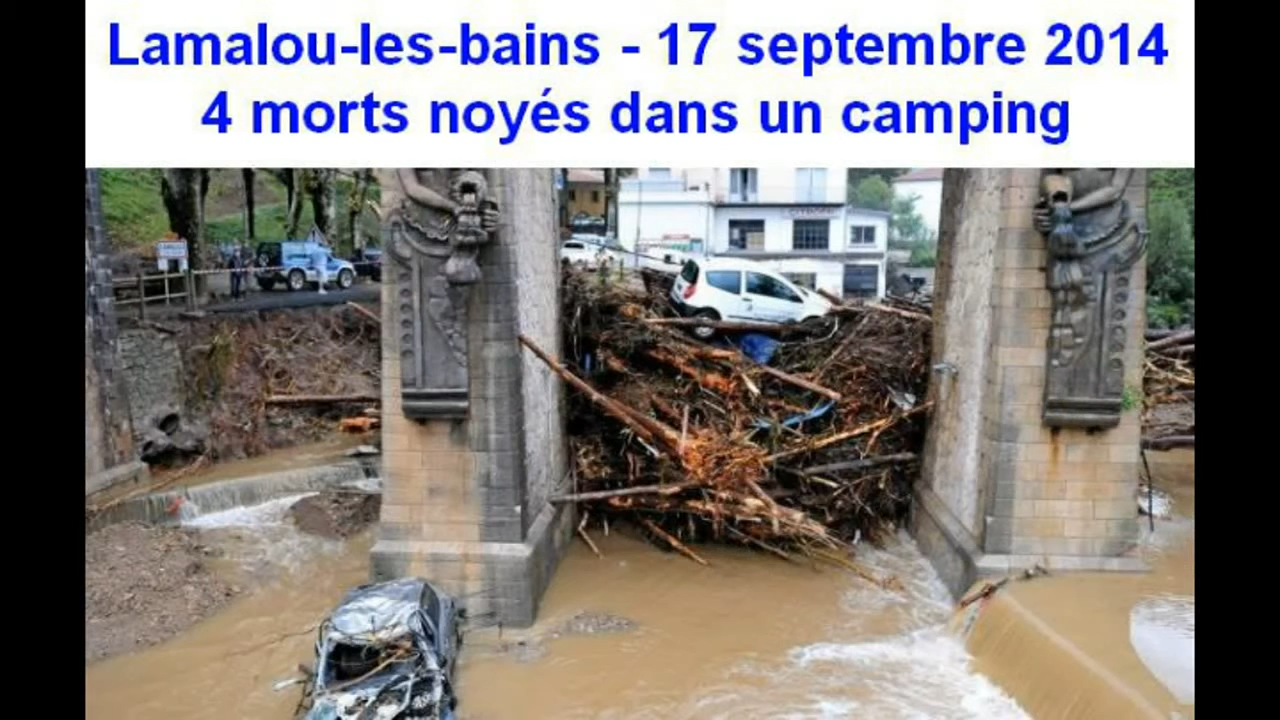 Lamalou-les-bains - 17 septembre 2014
4 morts noyés dans un camping